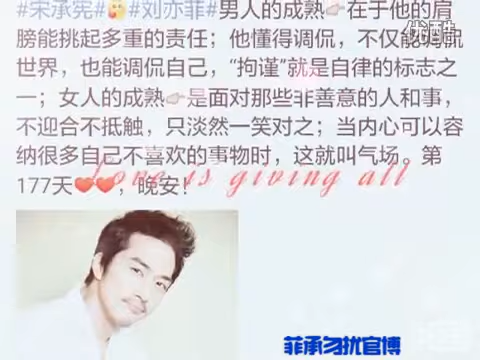 #宋承宪#😘#刘亦菲#男人的成熟👉在于他的肩
膀能挑起多重的责任；他懂得调侃，不仅能调侃
世界，也能调侃自己，“拘谨”就是自律的标志之
一；女人的成熟👉是面对那些非善意的人和事，
不迎合不抵触，只淡然一笑对之；当内心可以容
纳很多自己不喜欢的事物时，这就叫气场。第
177天❤❤，晚安！
Love is giving all
优酷
菲承勿扰官博